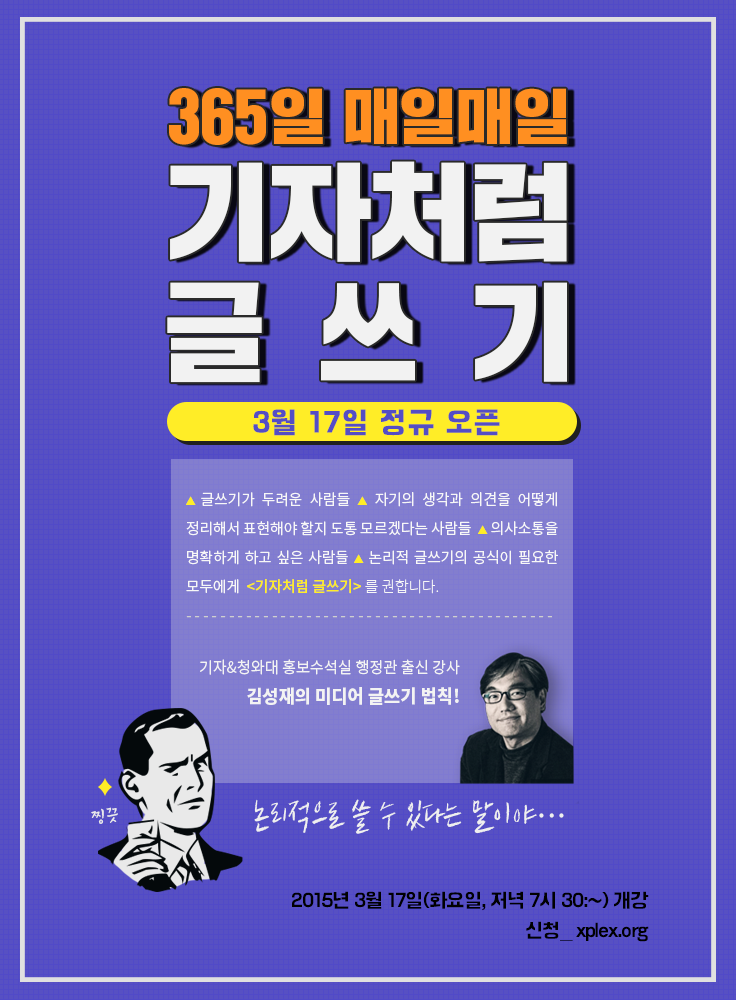 365일 매일매일
기자처럼
글 쓰 기
3월 17일 정규 오픈
▲ 글쓰기가 두려운 사람들 ▲ 자기의 생각과 의견을 어떻게
정리해서 표현해야 할지 도통 모르겠다는 사람들 ▲ 의사소통을
명확하게 하고 싶은 사람들 ▲ 논리적 글쓰기의 공식이 필요한
모두에게 <기자처럼 글쓰기> 를 권합니다.
기자&청와대 홍보수석실 행정관 출신 강사
김성재의 미디어 글쓰기 법칙!
찡긋
논리적으로 쓸 수 있다는 말이야...
2015년 3월 17일(화요일, 저녁 7시 30:~) 개강
신청_ xplex.org